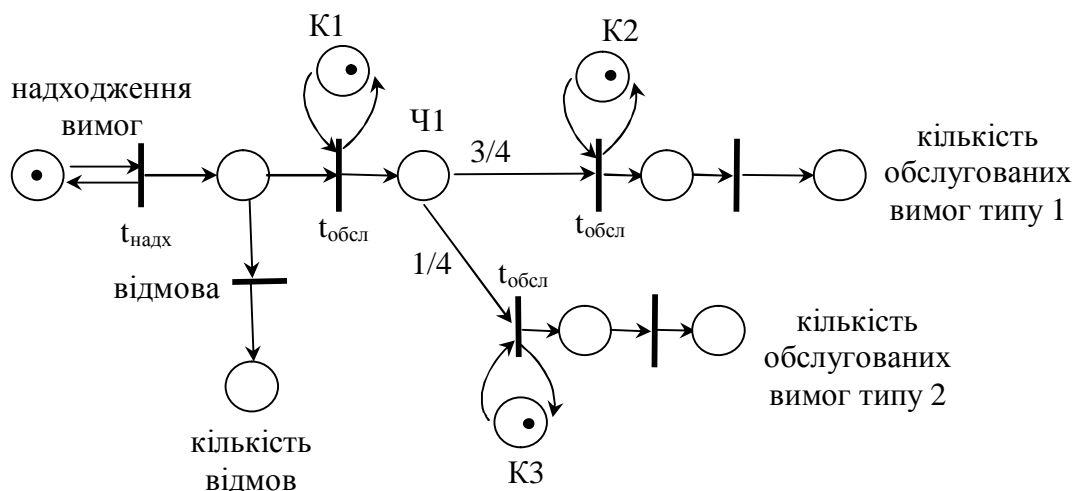 К1
К2
надходження
вимог
Ч1
3/4
кількість
обслугованих
вимог типу 1
tнадх
tобсл
tобсл
1/4
tобсл
відмова
кількість
обслугованих
вимог типу 2
кількість
відмов
К3